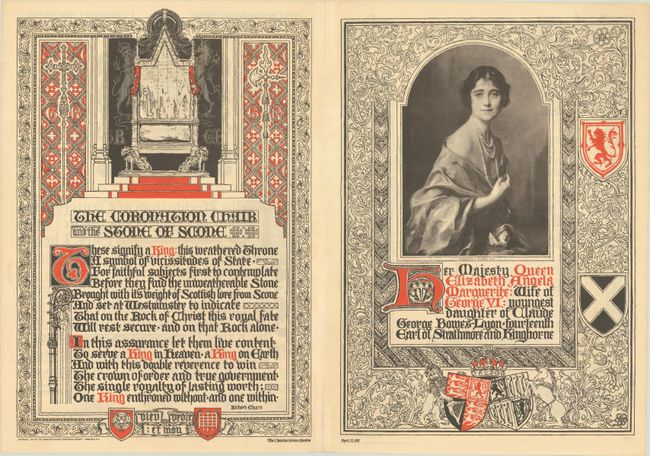 THE CORONATION CHAIR
and the STONE OF SCONE
These signify a King: this weathered Throne
A symbol of vicissitudes of State
For faithful subjects first to contemplate
Before they find the unweatherable Stone
Brought with its weight of Scottish lore from Scone
And set at Westminster to indicate
That on the Rock of Christ this royal fate
Will rest secure and on that Rock alone.
In this assurance let them live content
To serve a King in Heaven a King on Earth
And with this double reverence to win
The crown of order and true government
The single royalty of lasting worth:
One King enthroned without and one within.
The Christian Science Monitor
Her Majesty Queen
Elizabeth Angela
Marguerite: Wife of
George VI: youngest
daughter of Claude
George Bowes-Lyon fourteenth
Earl of Strathmore and Kinghorne